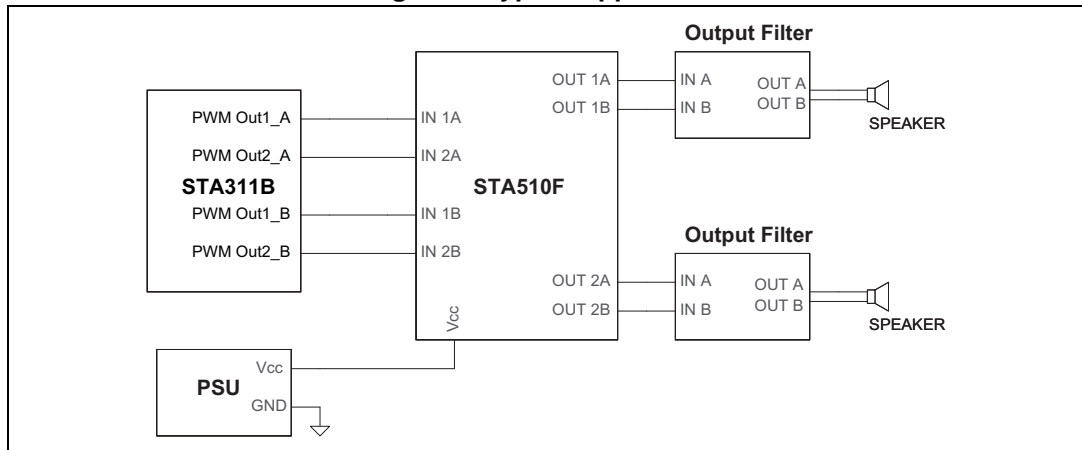 Output Filter
OUT 1A
OUT 1B
IN A
IN B
OUT A
OUT B
SPEAKER
PWM Out1_A
PWM Out2_A
STA311B
PWM Out1_B
PWM Out2_B
IN 1A
IN 2A
STA510F
IN 1B
IN 2B
Output Filter
OUT 2A
OUT 2B
IN A
IN B
OUT A
OUT B
SPEAKER
Vcc
PSU
Vcc
GND